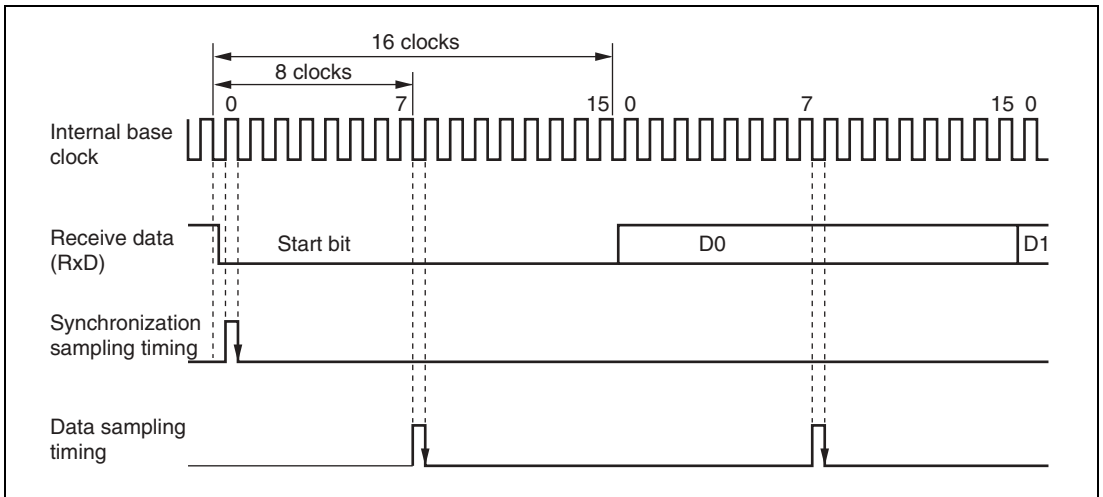 16 clocks
8 clocks
0 7 15 0 7 15 0
Internal base
clock
Receive data
(RxD)
Start bit D0 D1
Synchronization
sampling timing
Data sampling
timing